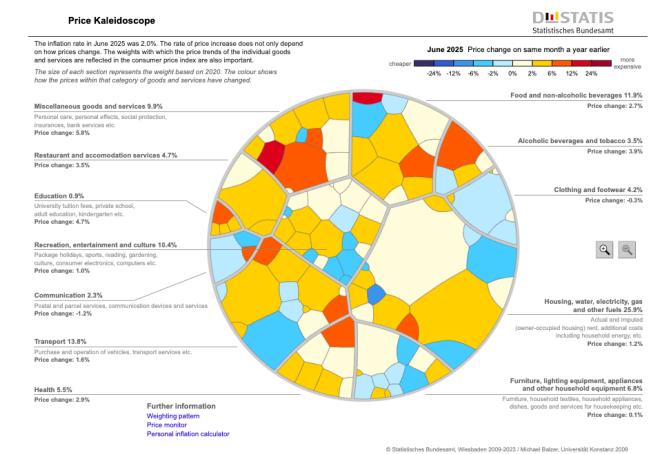 Price Kaleidoscope
DESTATIS
Statistisches Bundesamt
The inflation rate in June 2025 was 2.0%. The rate of price increase does not only depend
on how prices change. The weights with which the price trends of the individual goods
and services are reflected in the consumer price index are also important.
The size of each section represents the weight based on 2020. The colour shows
how the prices within that category of goods and services have changed.
June 2025 Price change on same month a year earlier
cheaper
more
expensive
-24% -12% -6% -2% 0% 2% 6% 12% 24%
Miscellaneous goods and services 9.9%
Personal care, personal effects, social protection,
insurances, bank services etc.
Price change: 5.8%
Restaurant and accomodation services 4.7%
Price change: 3.5%
Education 0.9%
University tuition fees, private school,
adult education, kindergarten etc.
Price change: 4.7%
Recreation, entertainment and culture 10.4%
Package holidays, sports, reading, gardening,
culture, consumer electronics, computers etc.
Price change: 1.0%
Communication 2.3%
Postal and parcel services, communication devices and services
Price change: -1.2%
Transport 13.8%
Purchase and operation of vehicles, transport services etc.
Price change: 1.6%
Health 5.5%
Price change: 2.9%
Food and non-alcoholic beverages 11.9%
Price change: 2.7%
Alcoholic beverages and tobacco 3.5%
Price change: 3.9%
Clothing and footwear 4.2%
Price change: -0.3%
Housing, water, electricity, gas
and other fuels 25.9%
Actual and imputed
(owner-occupied housing) rent, additional costs
including household energy, etc.
Price change: 1.2%
Furniture, lighting equipment, appliances
and other household equipment 6.8%
Furniture, household textiles, household appliances,
dishes, goods and services for housekeeping etc.
Price change: 0.1%
Further information
Weighting pattern
Price monitor
Personal inflation calculator
© Statistisches Bundesamt, Wiesbaden 2009-2023 / Michael Balzer, Universität Konstanz 2009